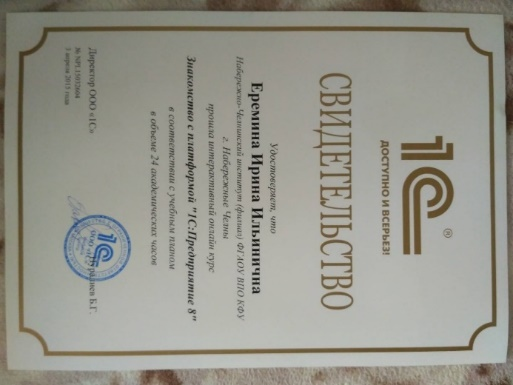 1С®
ДОСТУПНО И ВСЕРЬЕЗ!
СВИДЕТЕЛЬСТВО
Удостоверяет, что
Еремина Ирина Ильинична
Набережно-Челнинский институт (филиал) ФГАОУ ВПО КФУ
г. Набережные Челны
прошла интерактивный онлайн курс
Знакомство с платформой "1С:Предприятие 8"
в соответствии с учебным планом
в объеме 24 академических часов
Директор ООО «1С»
Б.Г.
1С